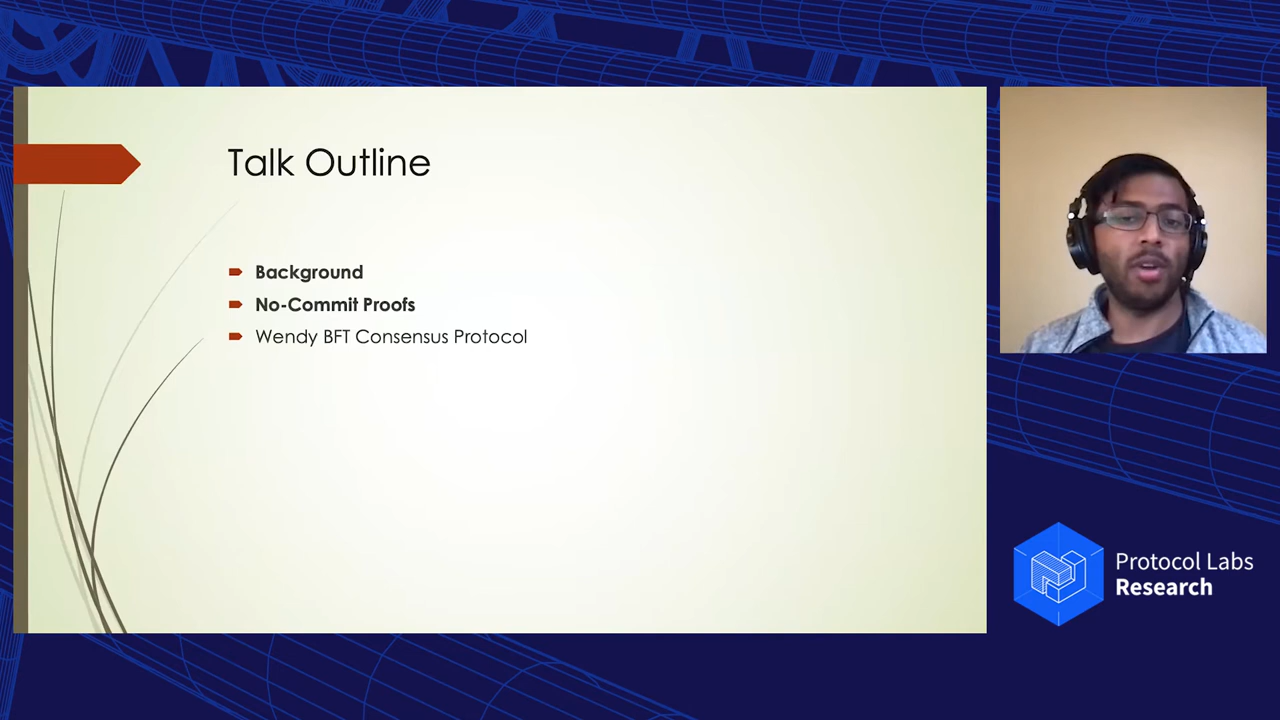 Talk Outline
Background
No-Commit Proofs
Wendy BFT Consensus Protocol
Protocol Labs
Research